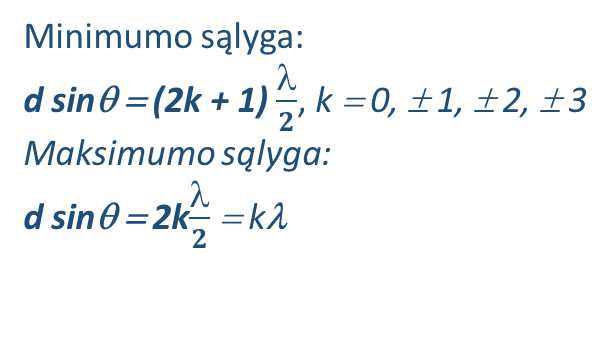 Minimumo sąlyga:
d sinθ = (2k + 1) λ/2, k = 0, ±1, ±2, ±3
Maksimumo sąlyga:
d sinθ = 2k λ/2 = kλ